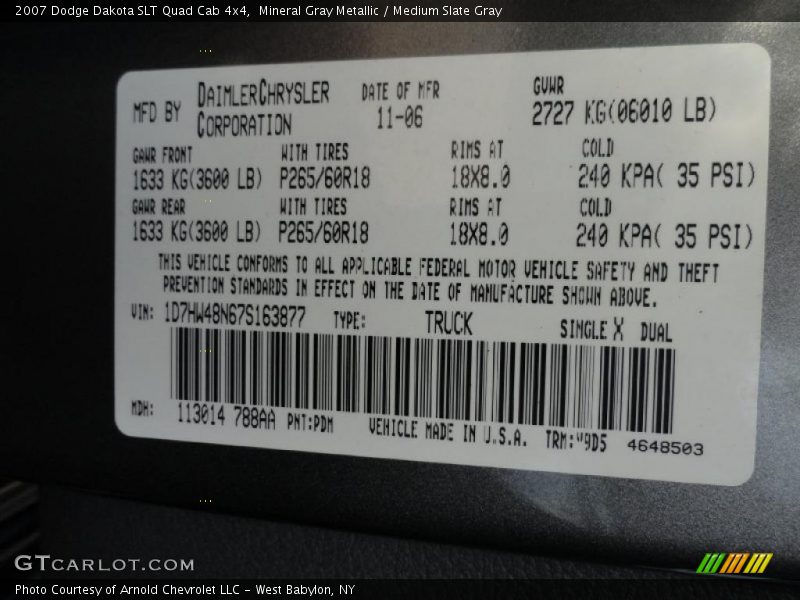 2007 Dodge Dakota SLT Quad Cab 4x4,  Mineral Gray Metallic / Medium Slate Gray
MFD BY DAIMLERCHRYSLER CORPORATION DATE OF MFR 11-06 GVWR 2727 KG(06010 LB)
GAWR FRONT WITH TIRES RIMS AT COLD
1633 KG(3600 LB) P265/60R18 18X8.0 240 KPA( 35 PSI)
GAWR REAR WITH TIRES RIMS AT COLD
1633 KG(3600 LB) P265/60R18 18X8.0 240 KPA( 35 PSI)
THIS VEHICLE CONFORMS TO ALL APPLICABLE FEDERAL MOTOR VEHICLE SAFETY AND THEFT
PREVENTION STANDARDS IN EFFECT ON THE DATE OF MANUFACTURE SHOWN ABOVE.
VIN: 1D7HW48N67S163877 TYPE: TRUCK SINGLE X DUAL
MDH: 113014 788AA PNT:PDM VEHICLE MADE IN U.S.A. TRM: 4648503
GTCARLOT.COM
Photo Courtesy of Arnold Chevrolet LLC - West Babylon, NY